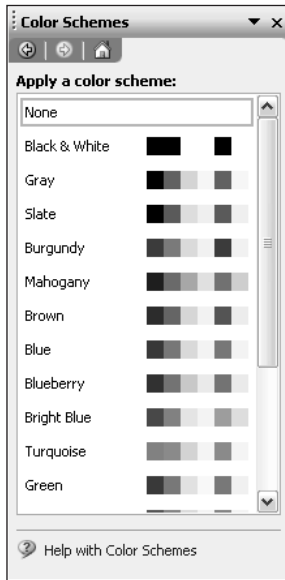 Color Schemes
Apply a color scheme:
None
Black & White
Gray
Slate
Burgundy
Mahogany
Brown
Blue
Blueberry
Bright Blue
Turquoise
Green
Help with Color Schemes